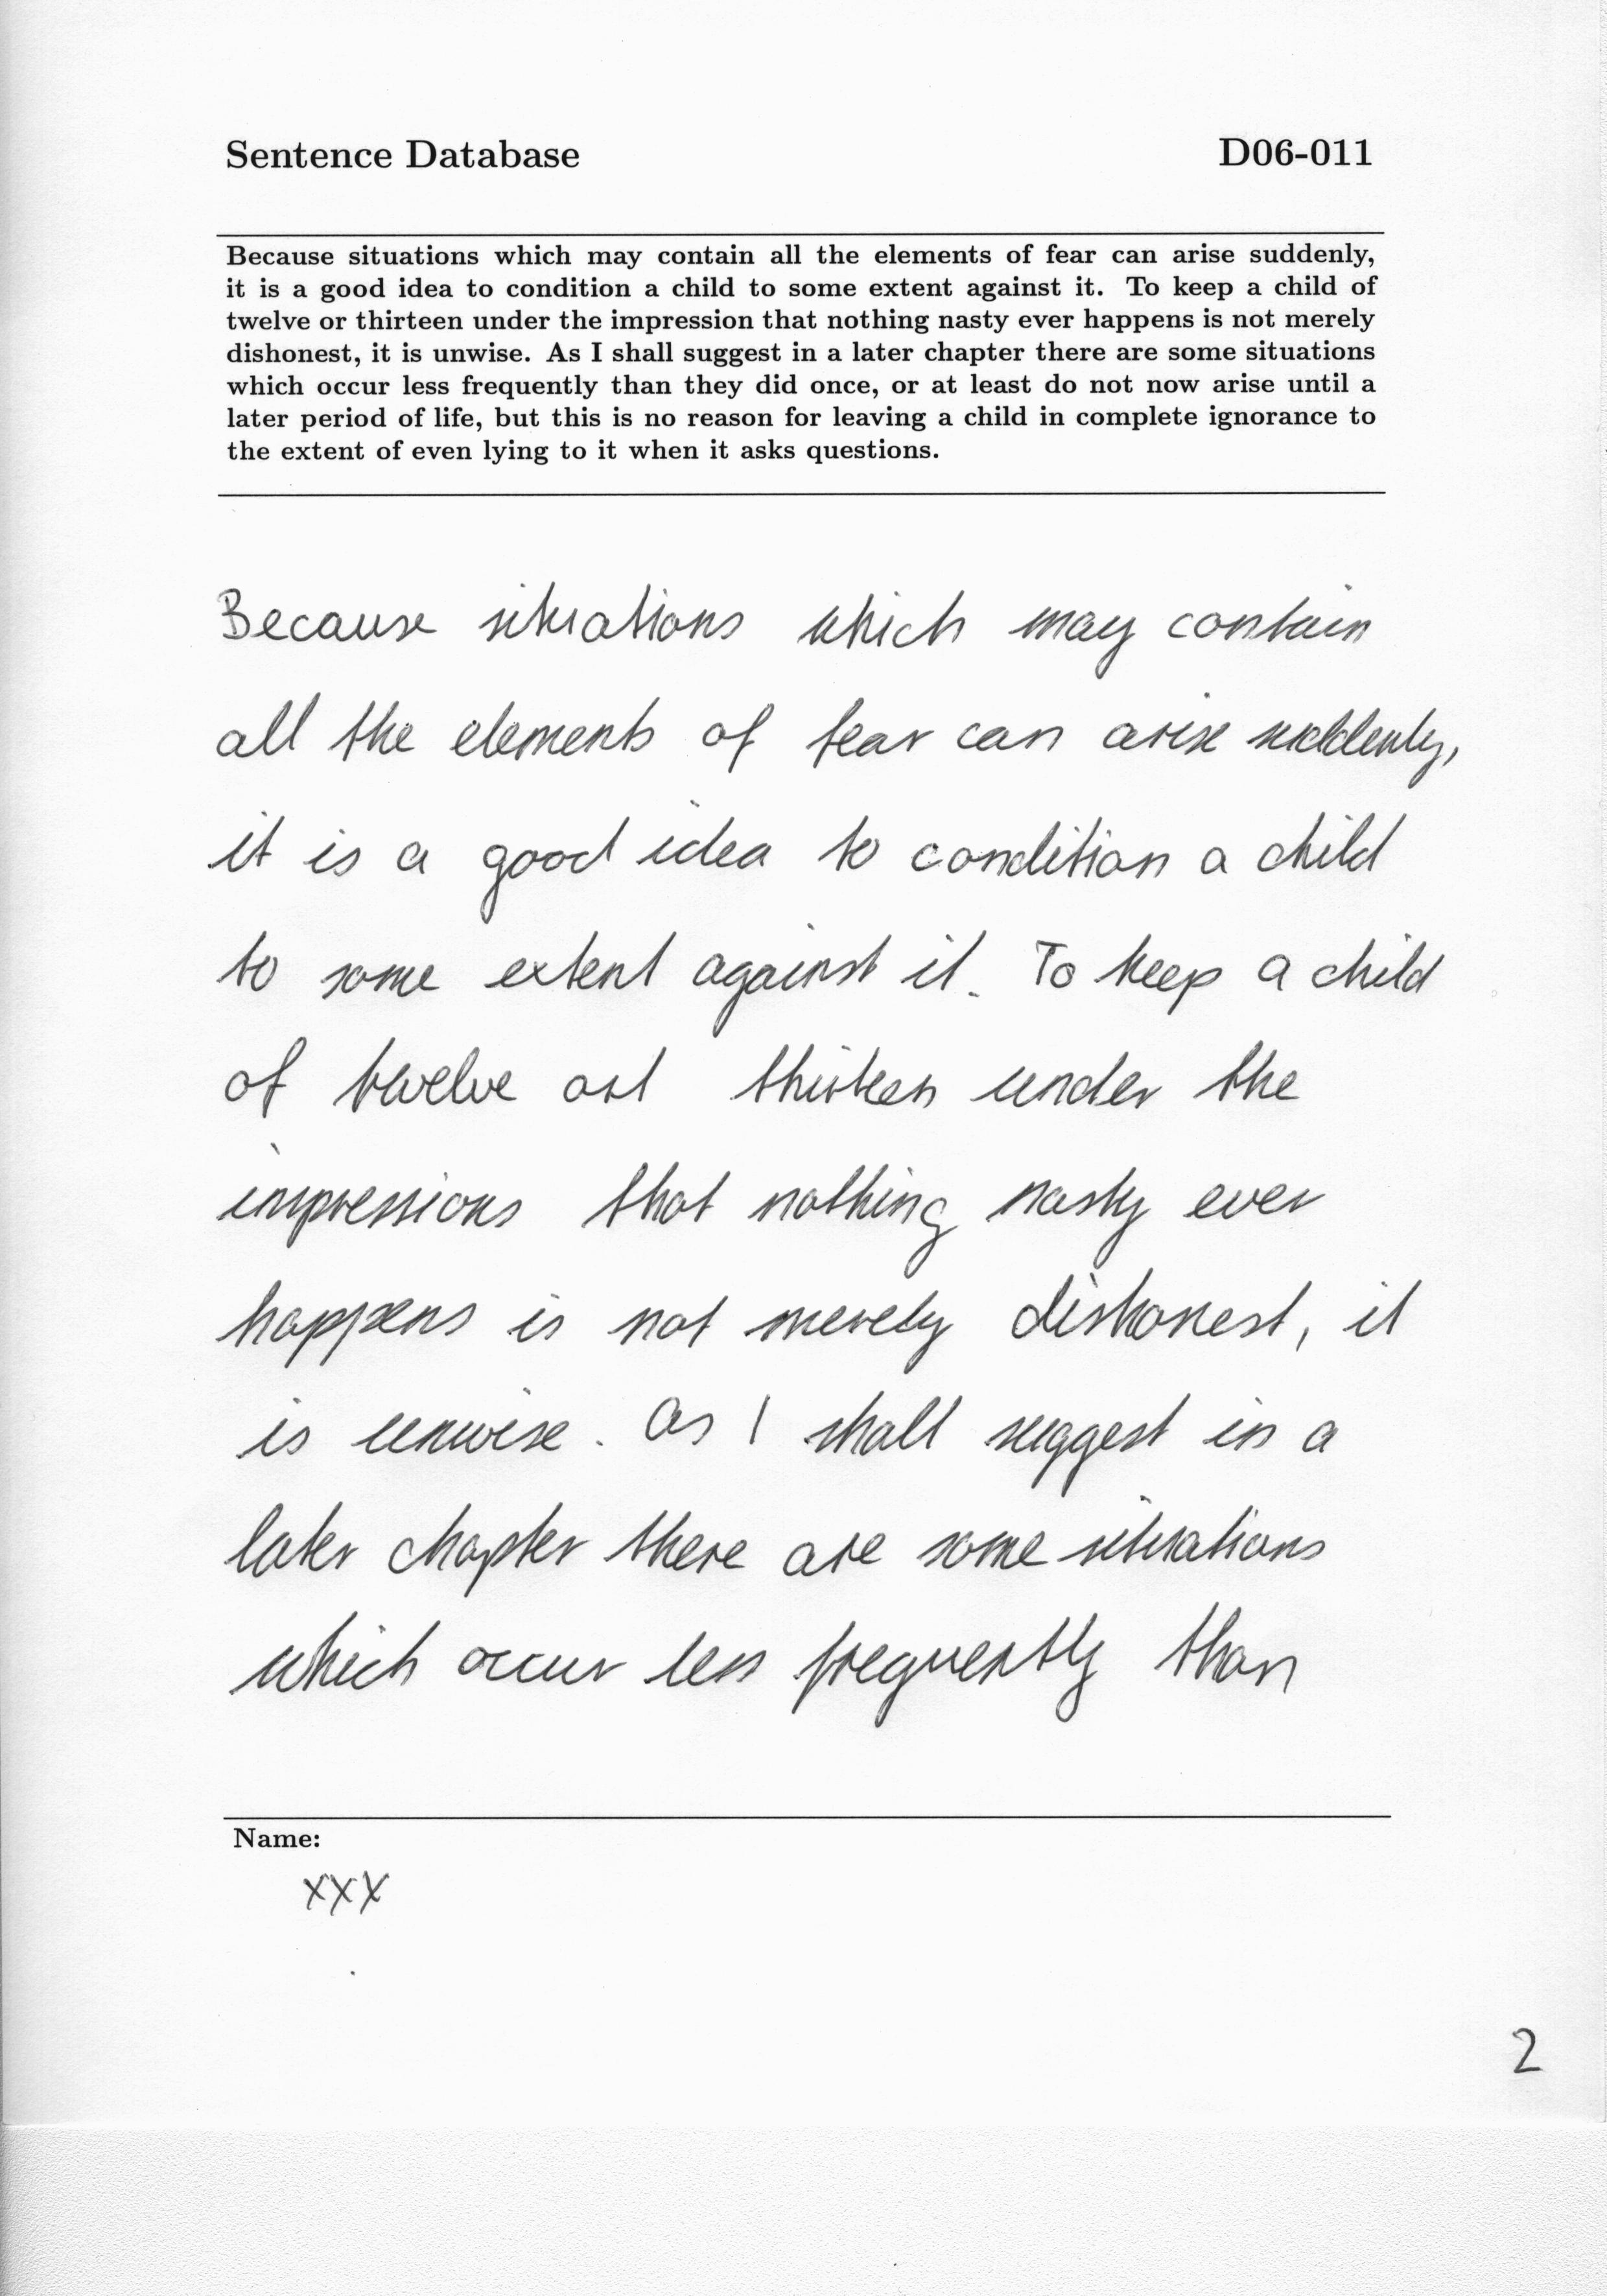 Sentence Database D06-011
Because situations which may contain all the elements of fear can arise suddenly,
it is a good idea to condition a child to some extent against it. To keep a child of
twelve or thirteen under the impression that nothing nasty ever happens is not merely
dishonest, it is unwise. As I shall suggest in a later chapter there are some situations
which occur less frequently than they did once, or at least do not now arise until a
later period of life, but this is no reason for leaving a child in complete ignorance to
the extent of even lying to it when it asks questions.
Because situations which may contain
all the elements of fear can arise suddenly,
it is a good idea to condition a child
to some extent against it. To keep a child
of twelve ort thirteen under the
impressions that nothing nasty ever
happens is not merely dishonest, it
is unwise. As I shall suggest in a
later chapter there are some situations
which occur less frequently than
Name:
XXX
2